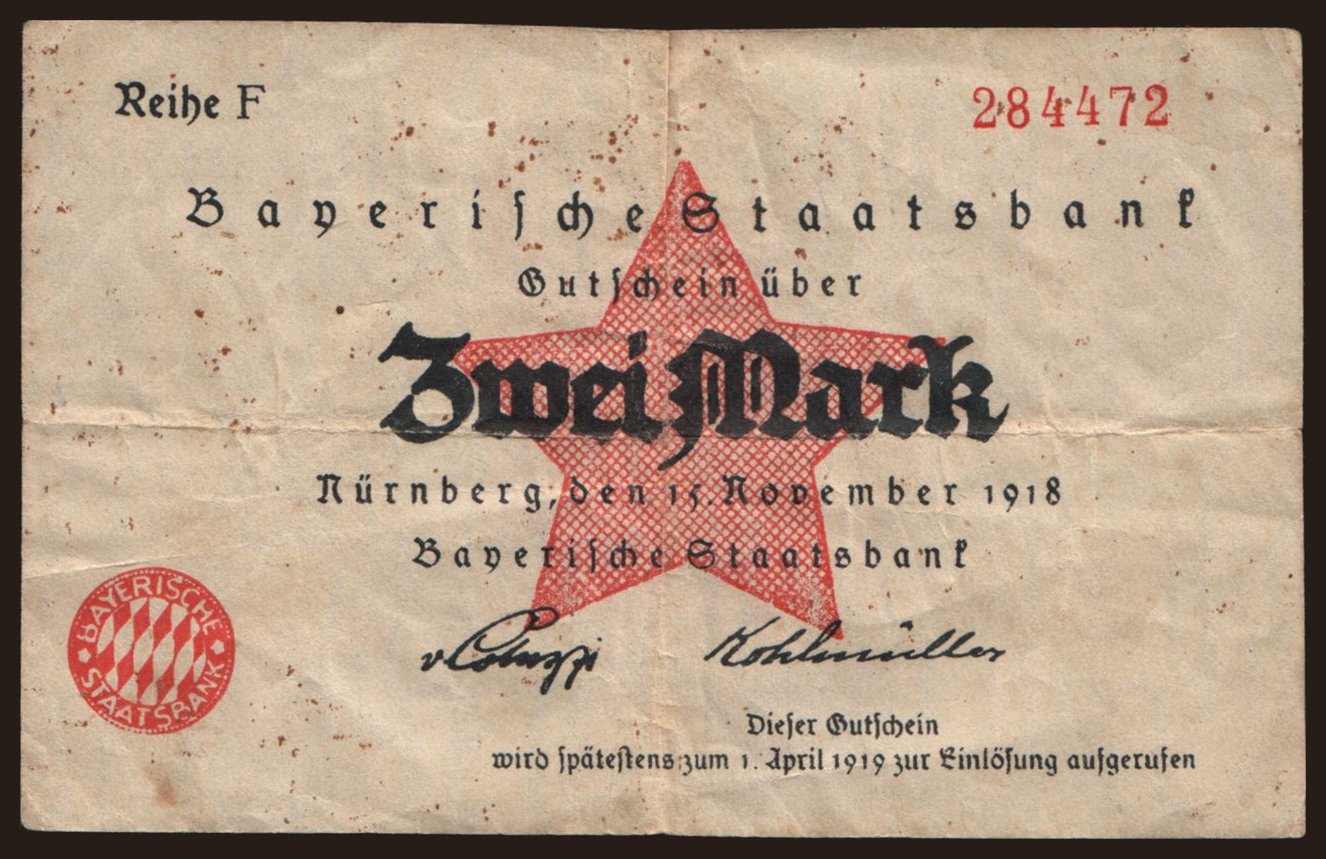 Reihe F
284472
Bayerische Staatsbank
Gutschein über
Zwei Mark
Nürnberg, den 15. November 1918
Bayerische Staatsbank
Kohlmüller
BAYERISCHE STAATSBANK
Dieser Gutschein
wird spätestens zum 1. April 1919 zur Einlösung aufgerufen